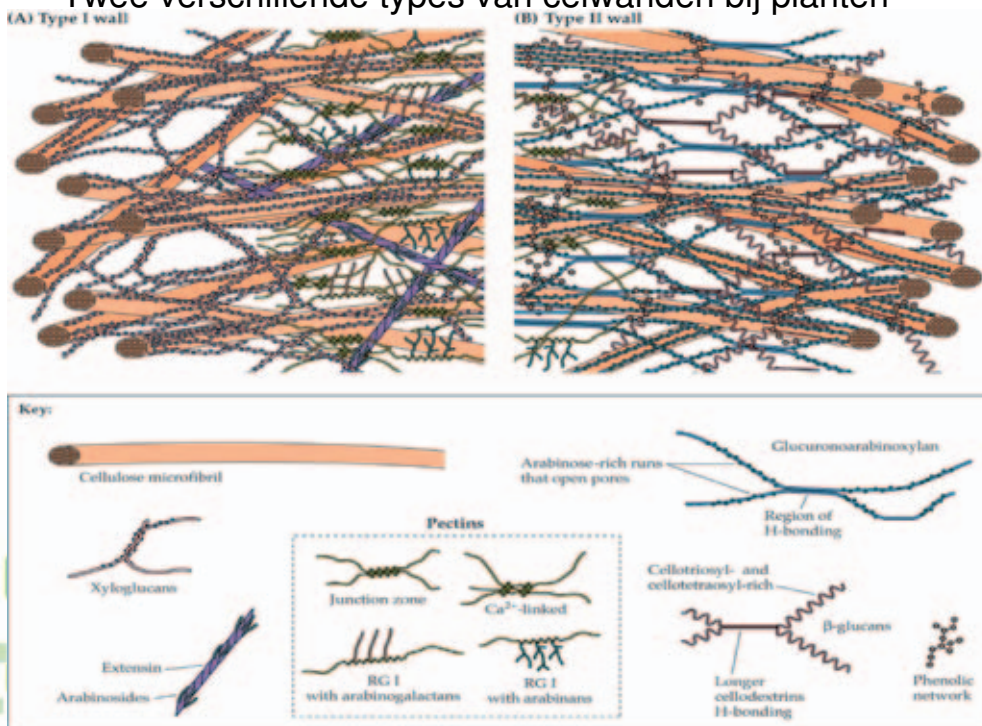 Twee verschillende types van celwanden bij planten
(A) Type I wall
(B) Type II wall
Key:
Cellulose microfibril
Xyloglucans
Extensin
Arabinosides
Pectins
Junction zone
Ca2+-linked
RG I
with arabinogalactans
RG I
with arabinans
Glucuronoarabinoxylan
Arabinose-rich runs
that open pores
Region of
H-bonding
Cellotriosyl- and
cellotetraosyl-rich
β-glucans
Longer
cellodextrins
H-bonding
Phenolic
network